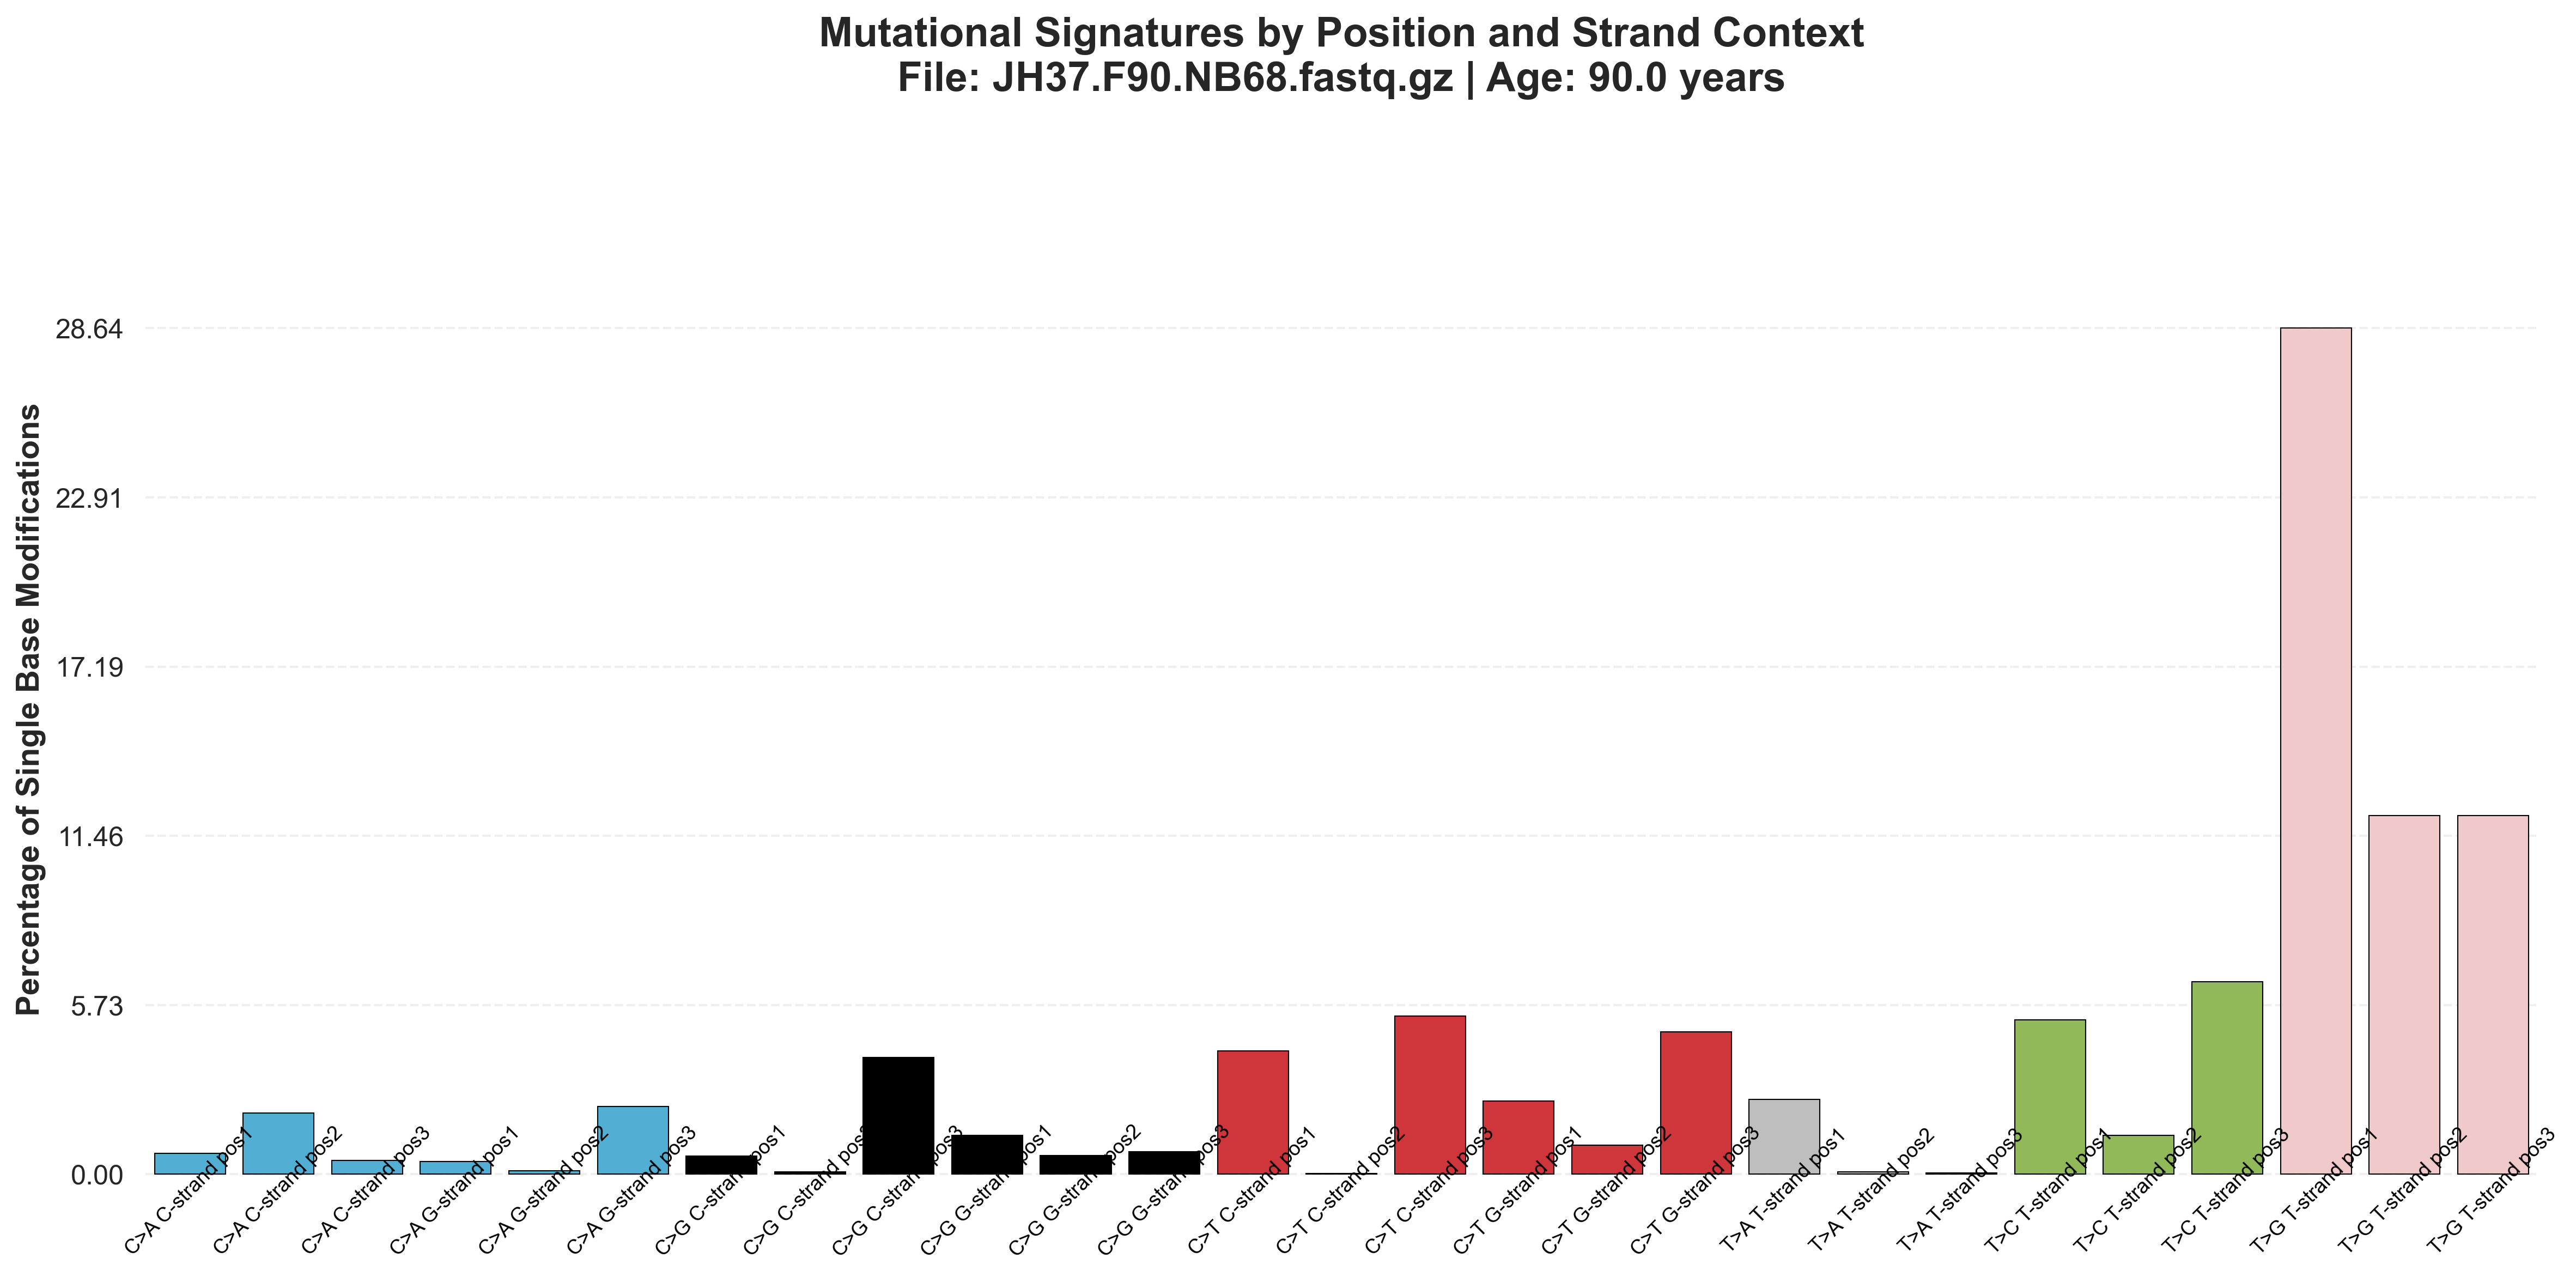 Mutational Signatures by Position and Strand Context
File: JH37.F90.NB68.fastq.gz | Age: 90.0 years
Percentage of Single Base Modifications
28.64
22.91
17.19
11.46
5.73
0.00
C>A C-strand pos1
C>A C-strand pos2
C>A C-strand pos3
C>A G-strand pos1
C>A G-strand pos2
C>A G-strand pos3
C>G C-strand pos1
C>G C-strand pos2
C>G C-strand pos3
C>G G-strand pos1
C>G G-strand pos2
C>G G-strand pos3
C>T C-strand pos1
C>T C-strand pos2
C>T C-strand pos3
C>T G-strand pos1
C>T G-strand pos2
C>T G-strand pos3
T>A T-strand pos1
T>A T-strand pos2
T>A T-strand pos3
T>C T-strand pos1
T>C T-strand pos2
T>C T-strand pos3
T>G T-strand pos1
T>G T-strand pos2
T>G T-strand pos3